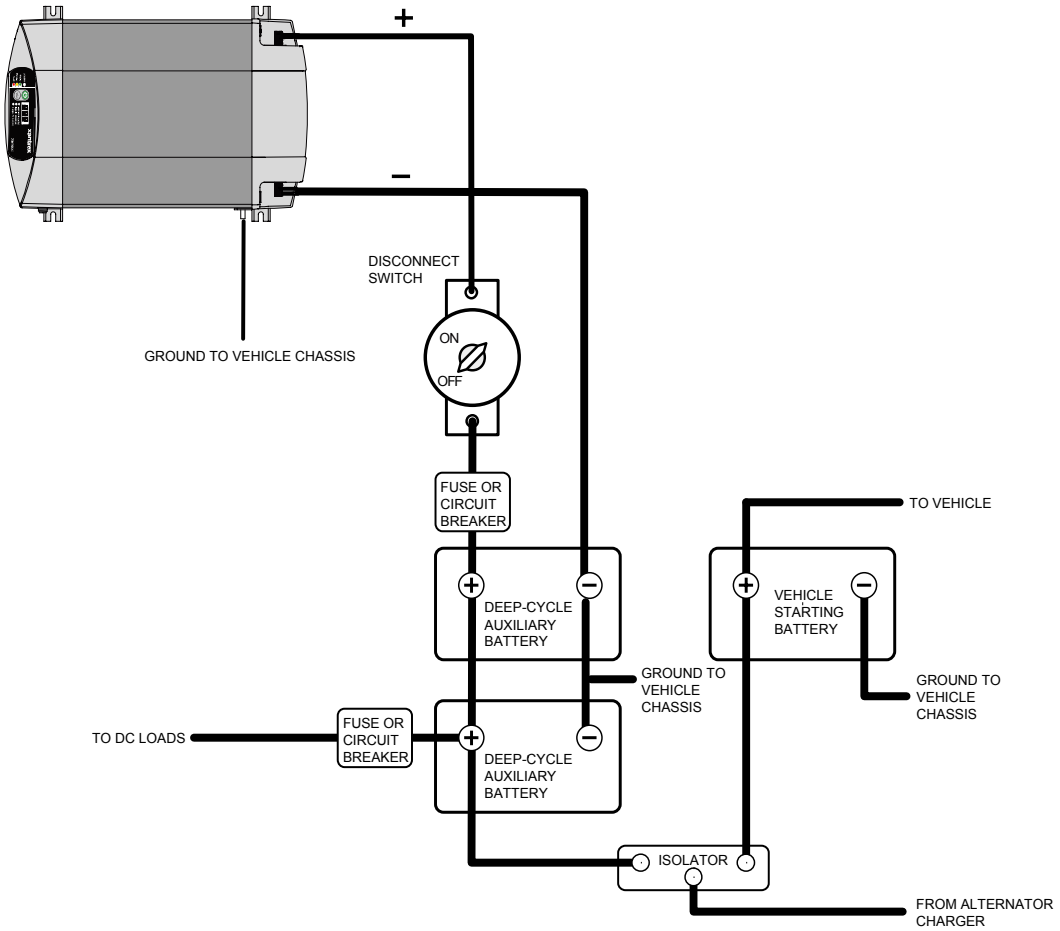 +
–
xantrex
DISCONNECT
SWITCH
ON
OFF
GROUND TO VEHICLE CHASSIS
FUSE OR
CIRCUIT
BREAKER
TO VEHICLE
+
–
DEEP-CYCLE
AUXILIARY
BATTERY
+
–
VEHICLE
STARTING
BATTERY
GROUND TO
VEHICLE
CHASSIS
GROUND TO
VEHICLE
CHASSIS
TO DC LOADS
FUSE OR
CIRCUIT
BREAKER
+
–
DEEP-CYCLE
AUXILIARY
BATTERY
ISOLATOR
FROM ALTERNATOR
CHARGER